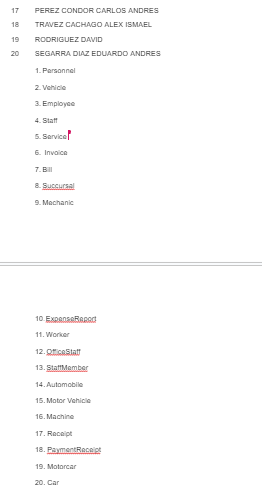 17 PEREZ CONDOR CARLOS ANDRES
18 TRAVEZ CACHAGO ALEX ISMAEL
19 RODRIGUEZ DAVID
20 SEGARRA DIAZ EDUARDO ANDRES
1. Personnel
2. Vehicle
3. Employee
4. Staff
5. Service
6. Invoice
7. Bill
8. Succursal
9. Mechanic
10. ExpenseReport
11. Worker
12. OfficeStaff
13. StaffMember
14. Automobile
15. Motor Vehicle
16. Machine
17. Receipt
18. PaymentReceipt
19. Motorcar
20. Car